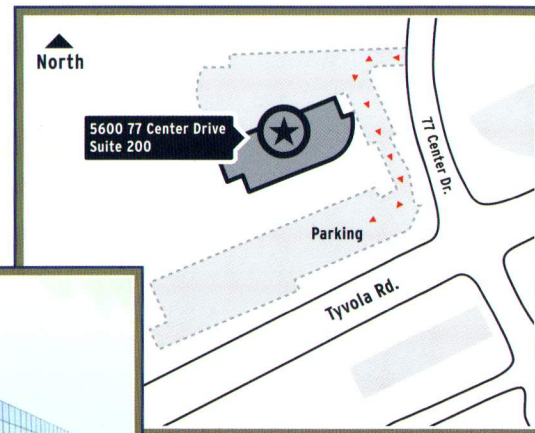 North
5600 77 Center Drive
Suite 200
77 Center Dr.
Parking
Tyvola Rd.